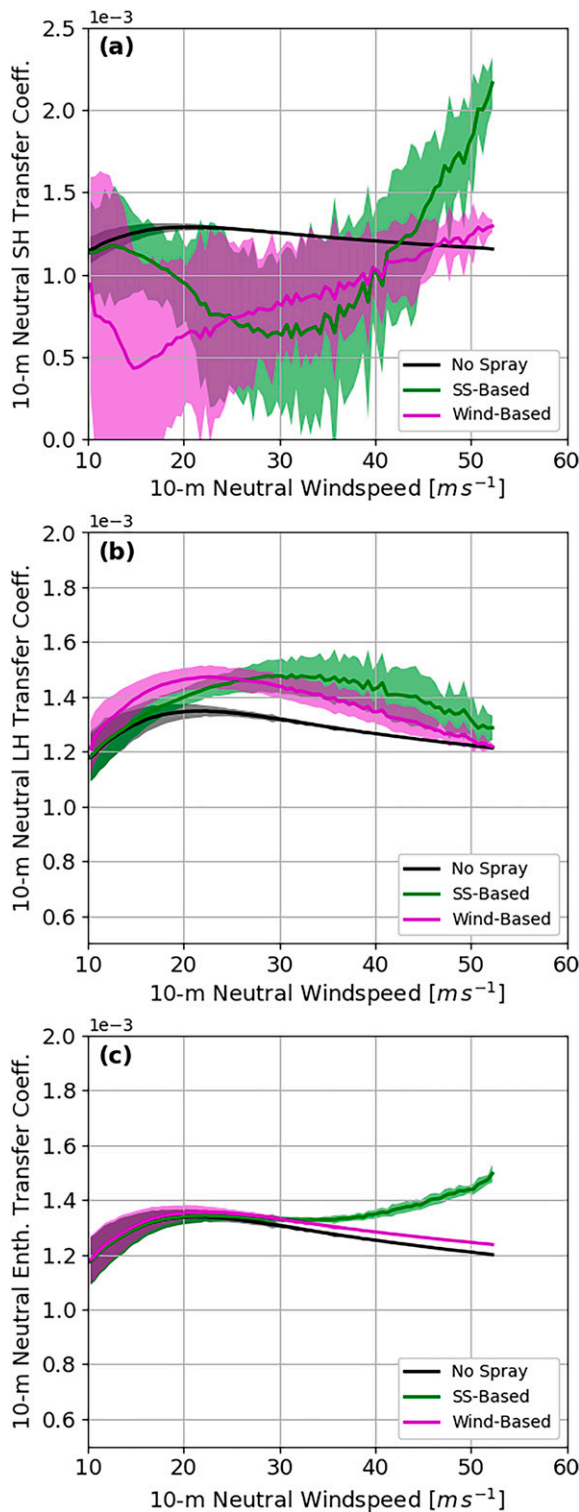 1e−3
(a)
2.5
2.0
1.5
1.0
0.5
0.0
10-m Neutral SH Transfer Coeff.
No Spray
SS-Based
Wind-Based
10 20 30 40 50 60
10-m Neutral Windspeed [ms⁻¹]
1e−3
(b)
2.0
1.8
1.6
1.4
1.2
1.0
0.8
0.6
10-m Neutral LH Transfer Coeff.
No Spray
SS-Based
Wind-Based
10 20 30 40 50 60
10-m Neutral Windspeed [ms⁻¹]
1e−3
(c)
2.0
1.8
1.6
1.4
1.2
1.0
0.8
0.6
10-m Neutral Enth. Transfer Coeff.
No Spray
SS-Based
Wind-Based
10 20 30 40 50 60
10-m Neutral Windspeed [ms⁻¹]